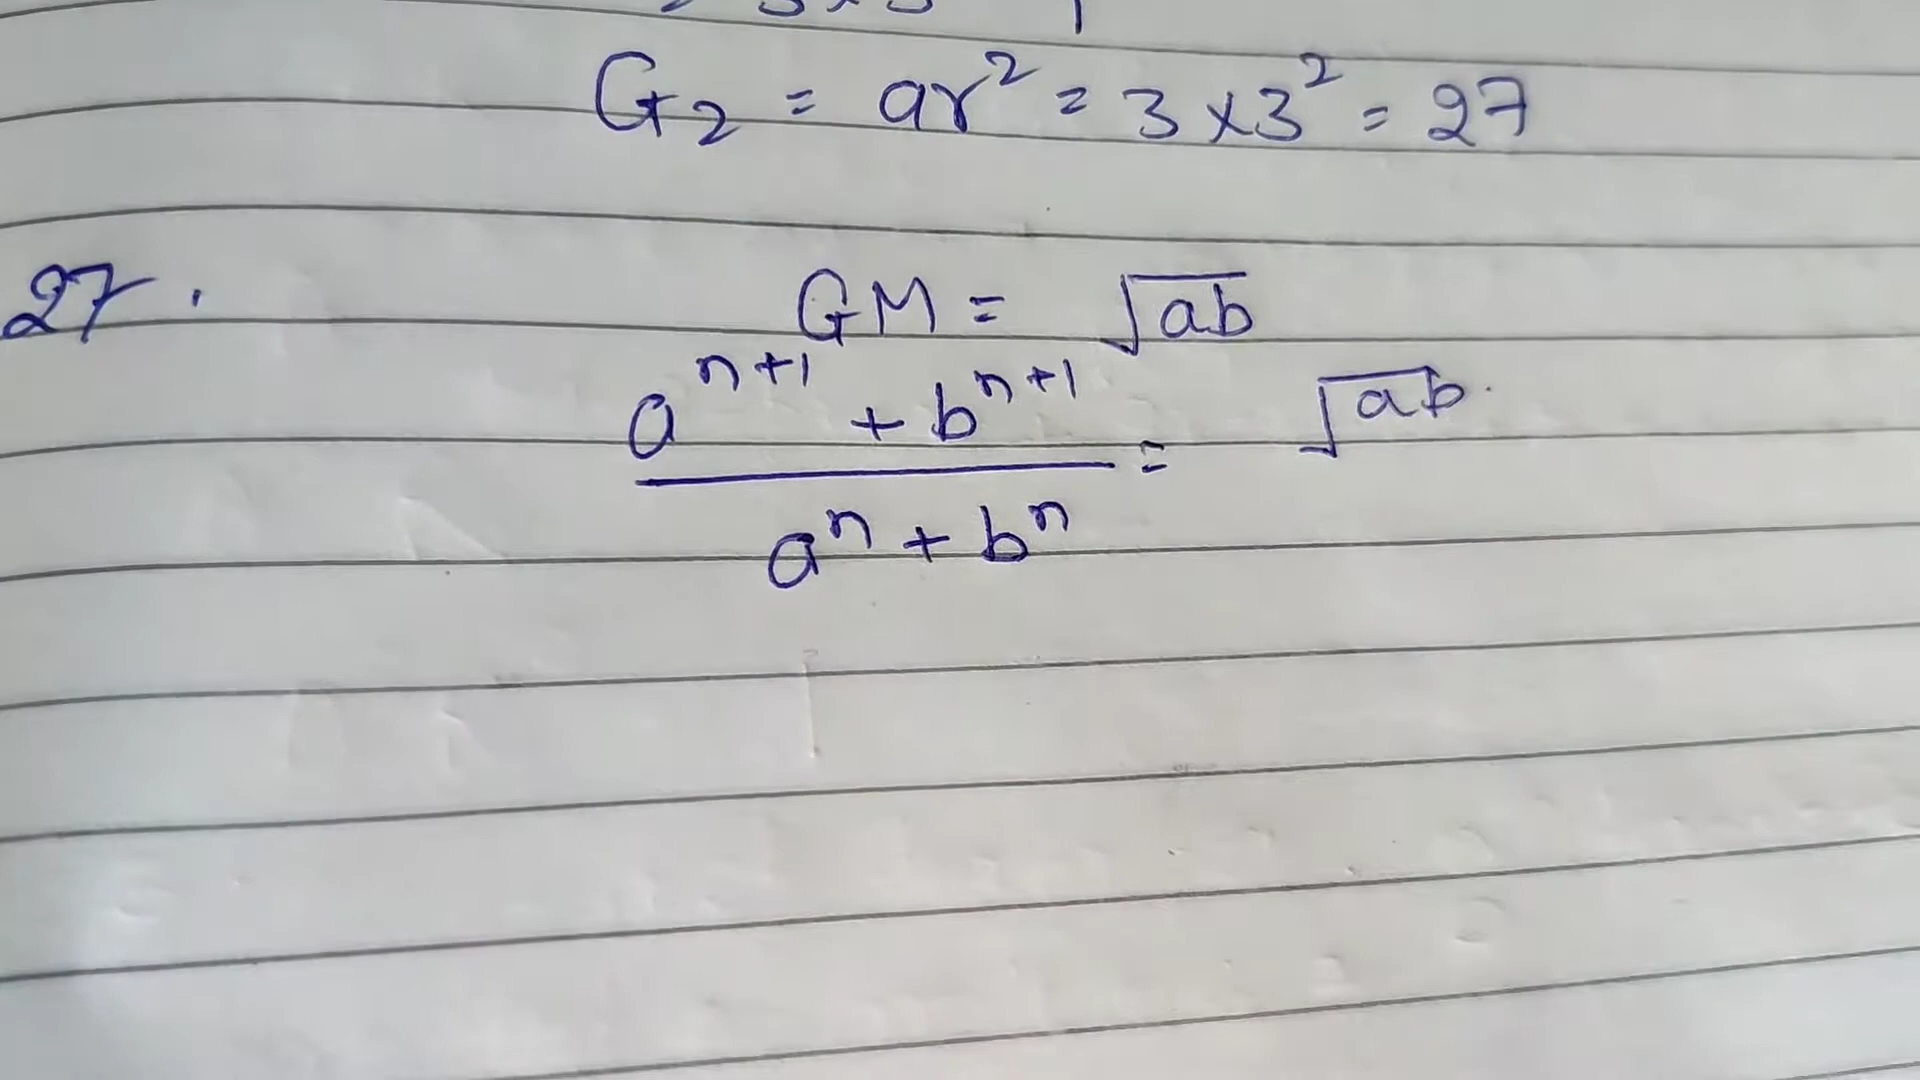 G₂ = ar² = 3 × 3² = 27
27. GM = √ab
aⁿ⁺¹ + bⁿ⁺¹ / aⁿ + bⁿ = √ab